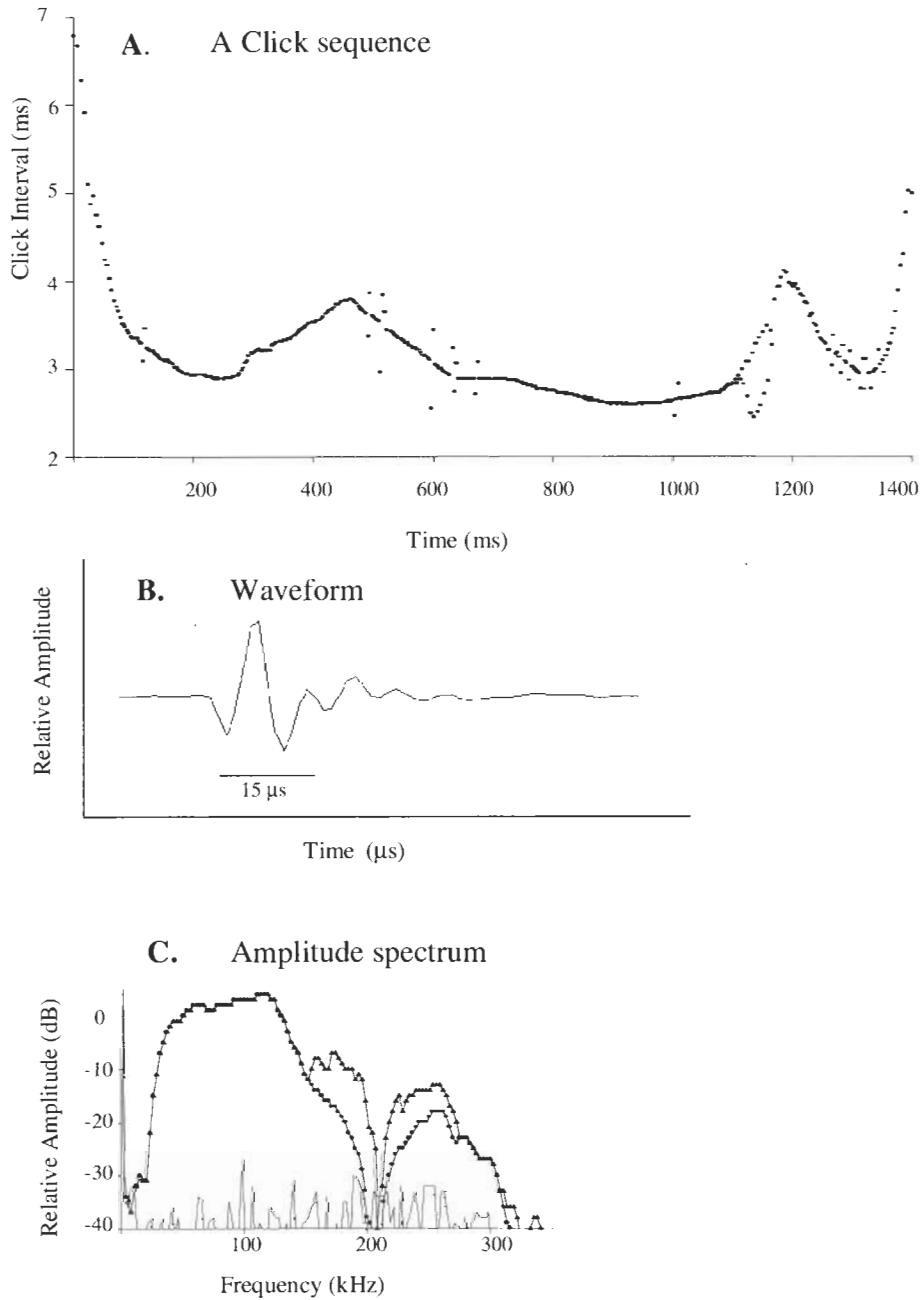 A. A Click sequence
7
6
5
4
3
2
Click Interval (ms)
200 400 600 800 1000 1200 1400
Time (ms)
B. Waveform
Relative Amplitude
15 µs
Time (µs)
C. Amplitude spectrum
Relative Amplitude (dB)
0
-10
-20
-30
-40
100 200 300
Frequency (kHz)